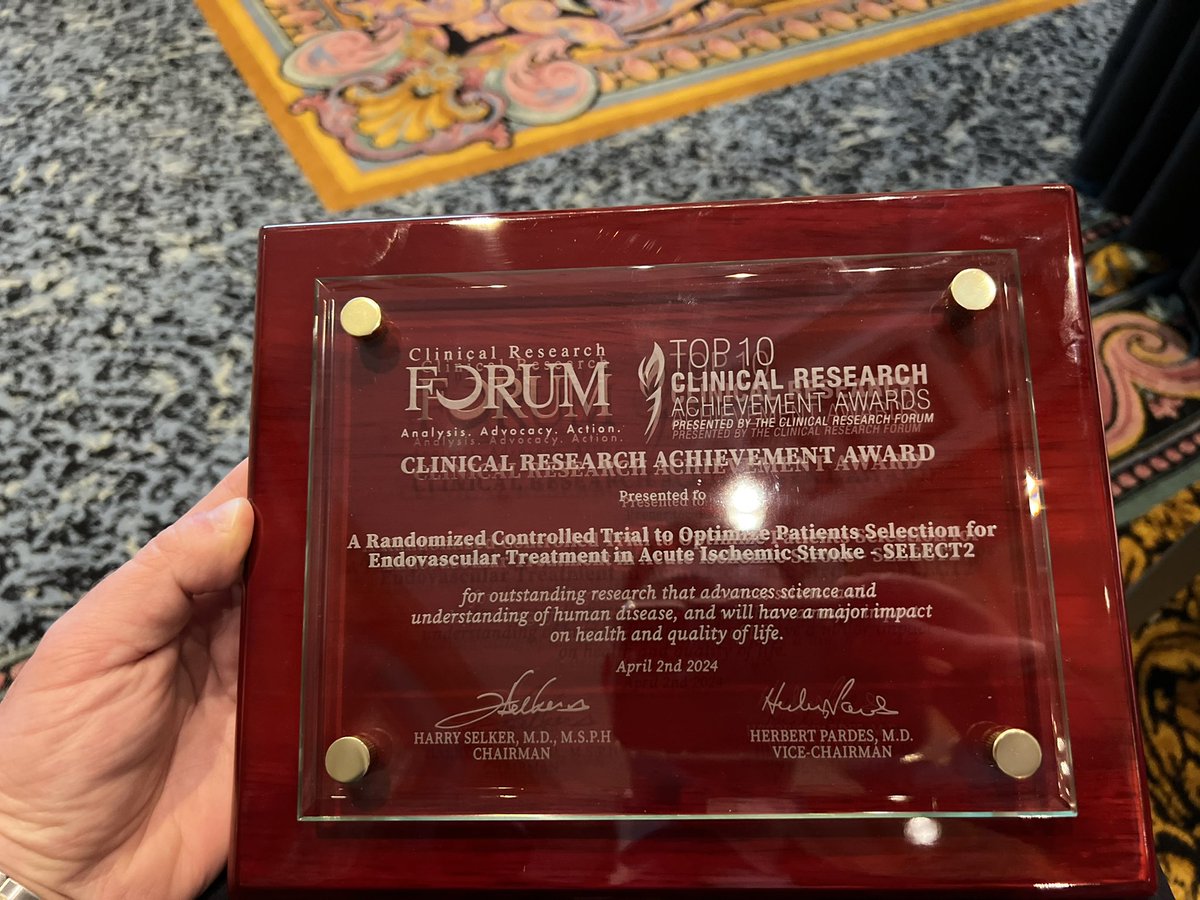 Clinical Research
FORUM
Analysis. Advocacy. Action.
TOP 10
CLINICAL RESEARCH
ACHIEVEMENT AWARDS
PRESENTED BY THE CLINICAL RESEARCH FORUM
CLINICAL RESEARCH ACHIEVEMENT AWARD
Presented to
A Randomized Controlled Trial to Optimize Patients Selection for
Endovascular Treatment in Acute Ischemic Stroke - SELECT2
for outstanding research that advances science and
understanding of human disease, and will have a major impact
on health and quality of life.
April 2nd 2024
HARRY SELKER, M.D., M.S.P.H
CHAIRMAN
HERBERT PARDES, M.D.
VICE-CHAIRMAN